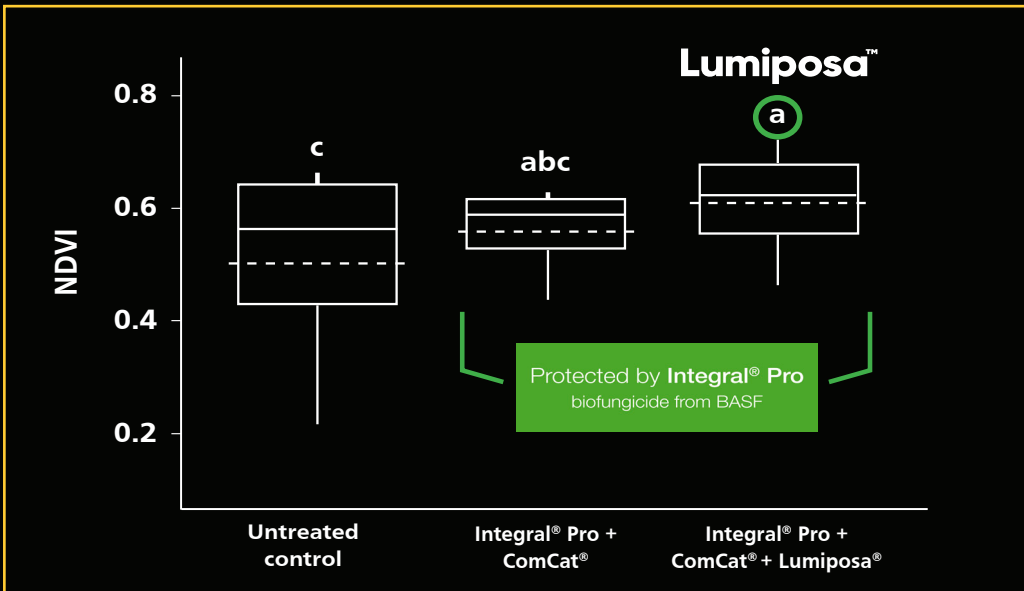 Lumiposa™
0.8
a
c
abc
0.6
NDVI
0.4
Protected by Integral® Pro
biofungicide from BASF
0.2
Untreated
control
Integral® Pro +
ComCat®
Integral® Pro +
ComCat® + Lumiposa®